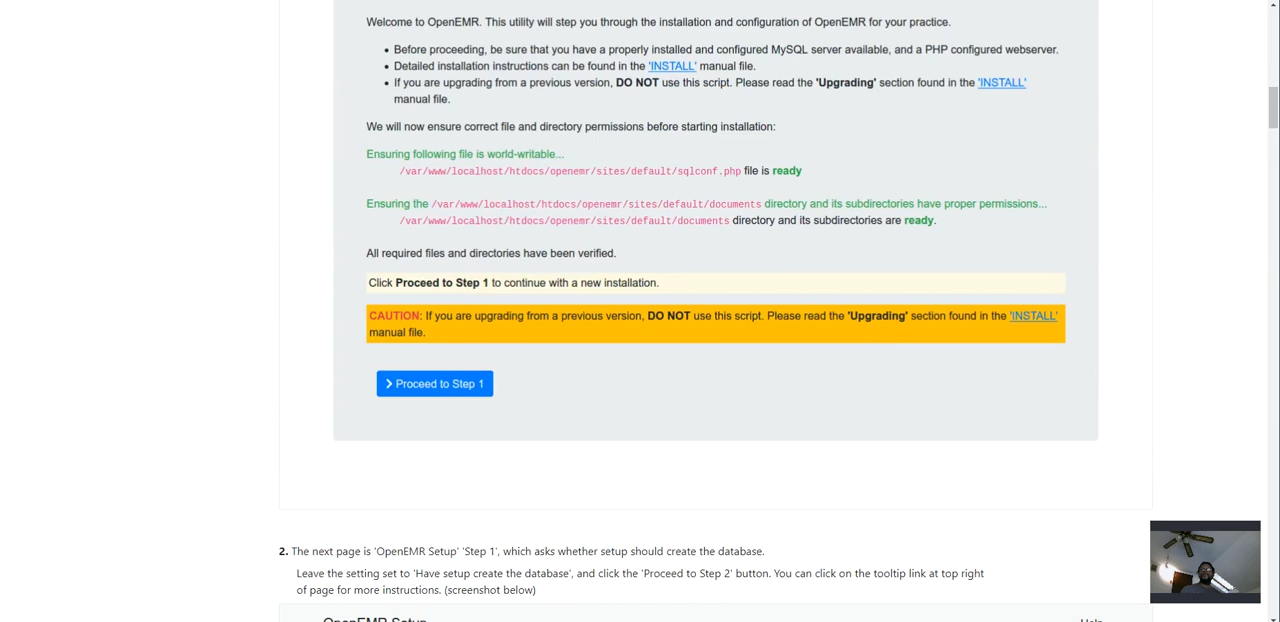 Welcome to OpenEMR. This utility will step you through the installation and configuration of OpenEMR for your practice.
• Before proceeding, be sure that you have a properly installed and configured MySQL server available, and a PHP configured webserver.
• Detailed installation instructions can be found in the 'INSTALL' manual file.
• If you are upgrading from a previous version, DO NOT use this script. Please read the 'Upgrading' section found in the 'INSTALL'
manual file.
We will now ensure correct file and directory permissions before starting installation:
Ensuring following file is world-writable...
/var/www/localhost/htdocs/openemr/sites/default/sqlconf.php file is ready
Ensuring the /var/www/localhost/htdocs/openemr/sites/default/documents directory and its subdirectories have proper permissions...
/var/www/localhost/htdocs/openemr/sites/default/documents directory and its subdirectories are ready.
All required files and directories have been verified.
Click Proceed to Step 1 to continue with a new installation.
CAUTION: If you are upgrading from a previous version, DO NOT use this script. Please read the 'Upgrading' section found in the 'INSTALL'
manual file.
Proceed to Step 1
2. The next page is 'OpenEMR Setup' 'Step 1', which asks whether setup should create the database.
Leave the setting set to 'Have setup create the database', and click the 'Proceed to Step 2' button. You can click on the tooltip link at top right
of page for more instructions. (screenshot below)
OpenEMR Setup
Help